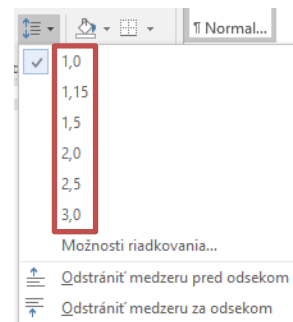 ¶ Normal...
1,0
1,15
1,5
2,0
2,5
3,0
Možnosti riadkovania...
Odstrániť medzeru pred odsekom
Odstrániť medzeru za odsekom